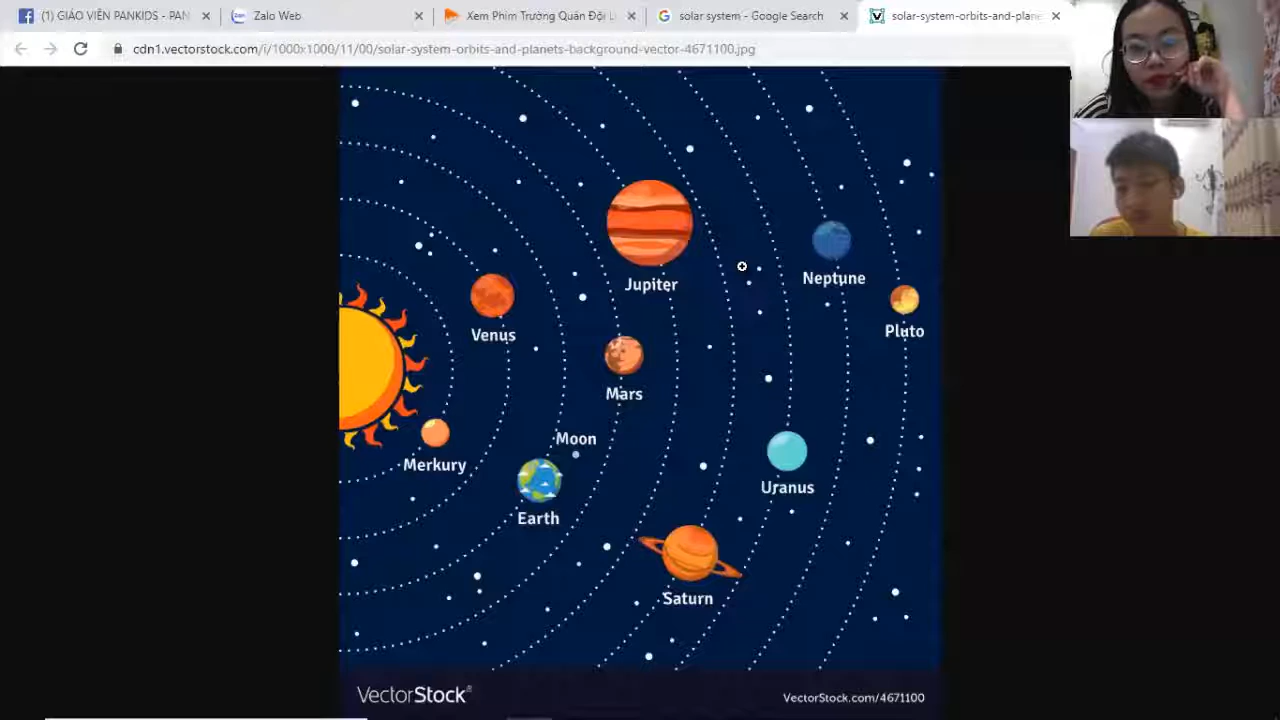 (1) GIÁO VIÊN PANKIDS - PAN
Zalo Web
Xem Phim Trường Quân Đội Li
solar system - Google Search
solar-system-orbits-and-plane
cdn1.vectorstock.com/i/1000x1000/11/00/solar-system-orbits-and-planets-background-vector-4671100.jpg
Jupiter
Neptune
Venus
Pluto
Mars
Moon
Merkury
Uranus
Earth
Saturn
VectorStock®
VectorStock.com/4671100